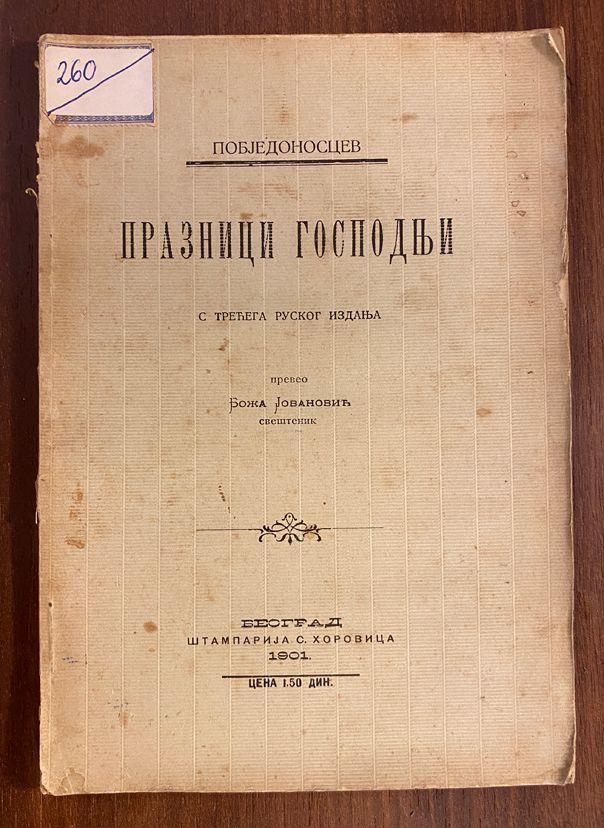 260
ПОБЈЕДОНОСЦЕВ
ПРАЗНИЦИ ГОСПОДЊИ
С ТРЕЋЕГА РУСКОГ ИЗДАЊА
превео
БОЖА ЈОВАНОВИЋ
свештеник
БЕОГРАД
ШТАМПАРИЈА С. ХОРОВИЦА
1901.
ЦЕНА 1.50 ДИН.